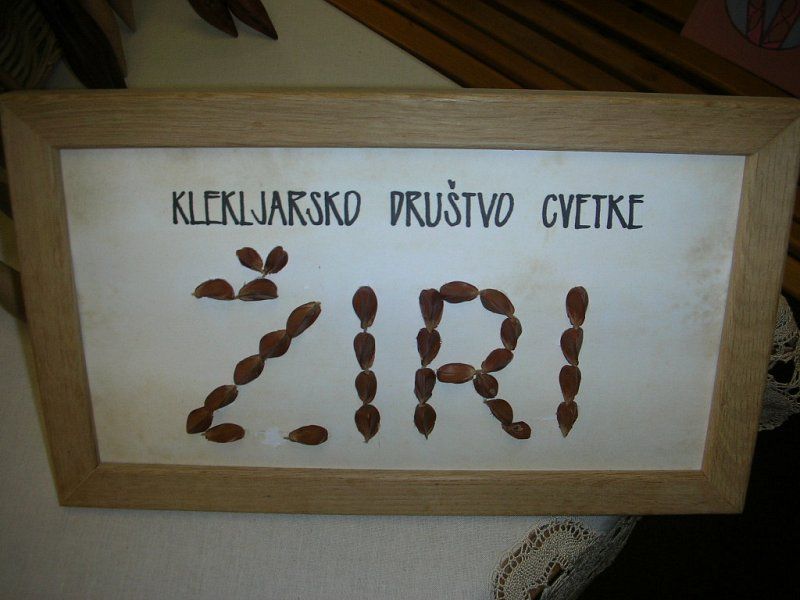 KLEKLJARSKO DRUŠTVO CVETKE
ŽIRI